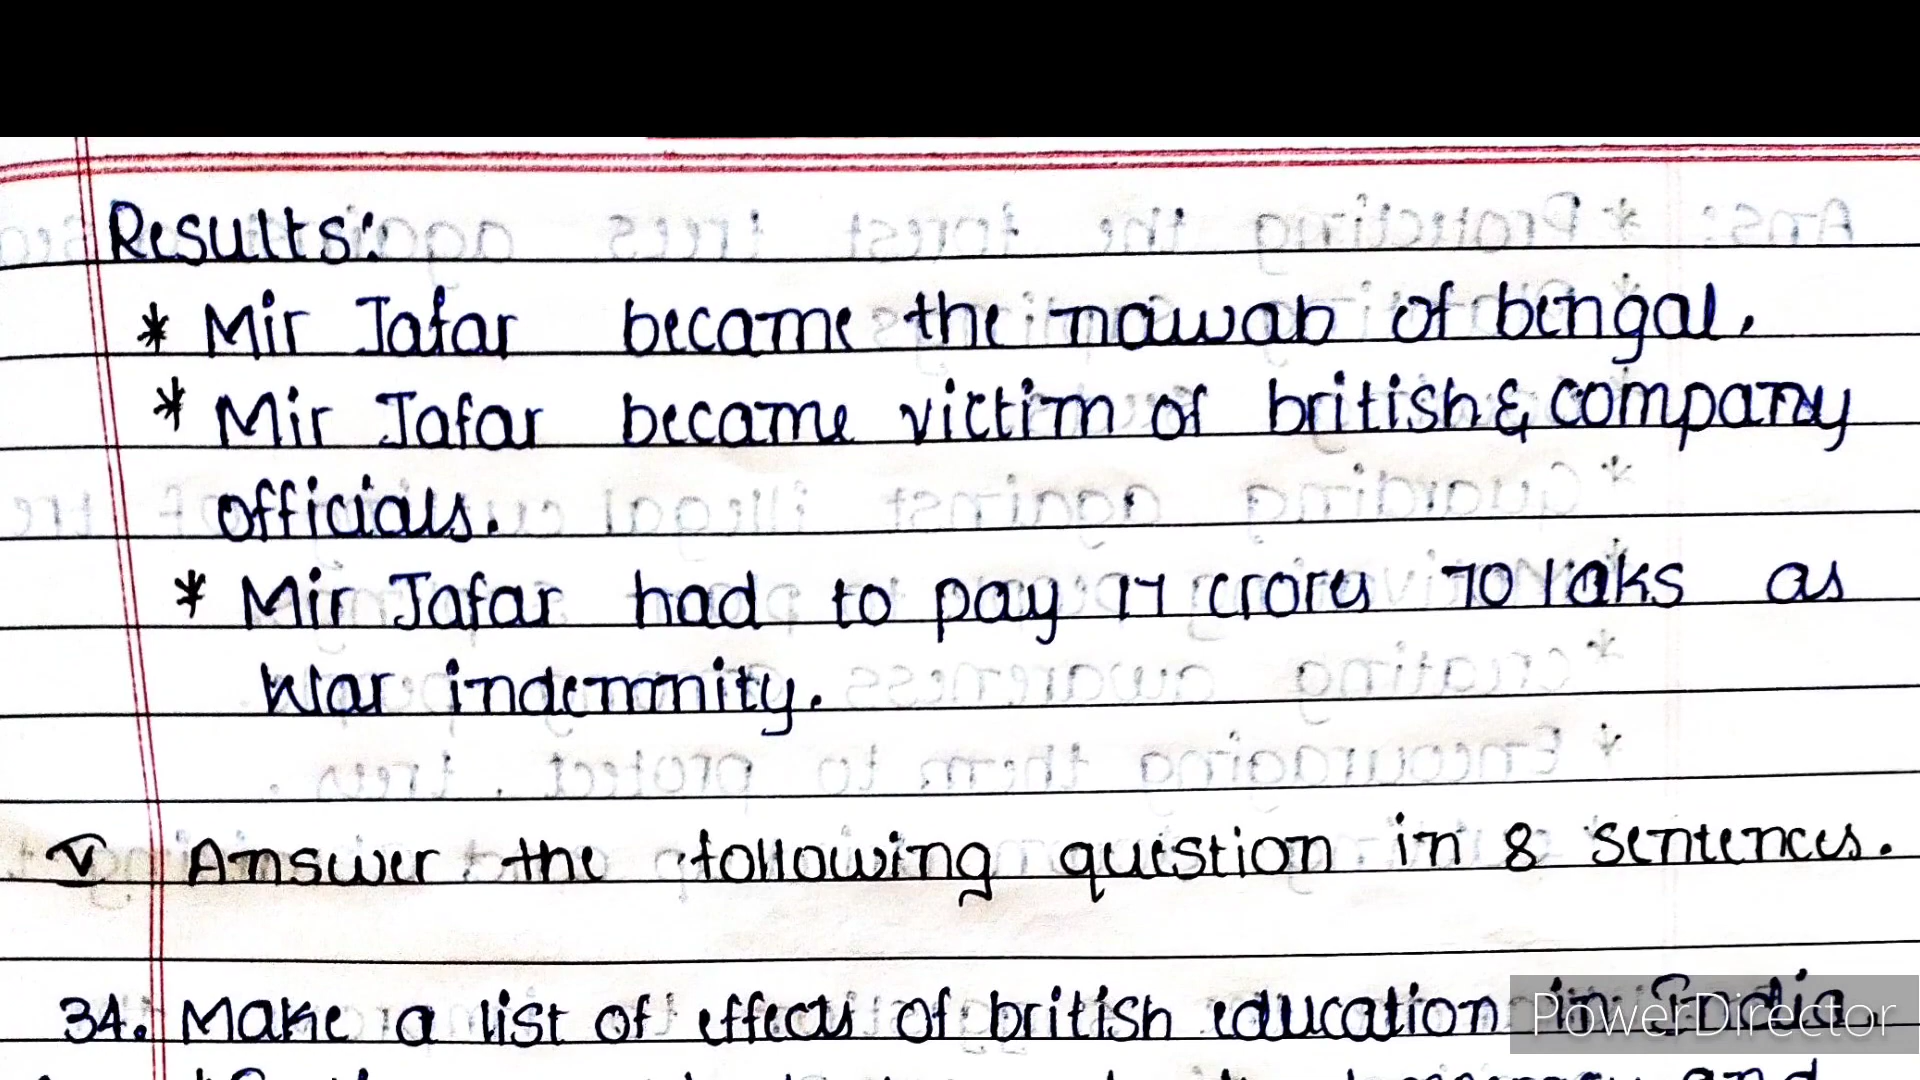 Results:
* Mir Jafar became the nawab of bengal.
* Mir Jafar became victim of british & company
officials.
* Mir Jafar had to pay 17 crores 70 laks as
War indemnity.
V Answer the following question in 8 sentences.
34. Make a list of effects of british education in India.
PowerDirector